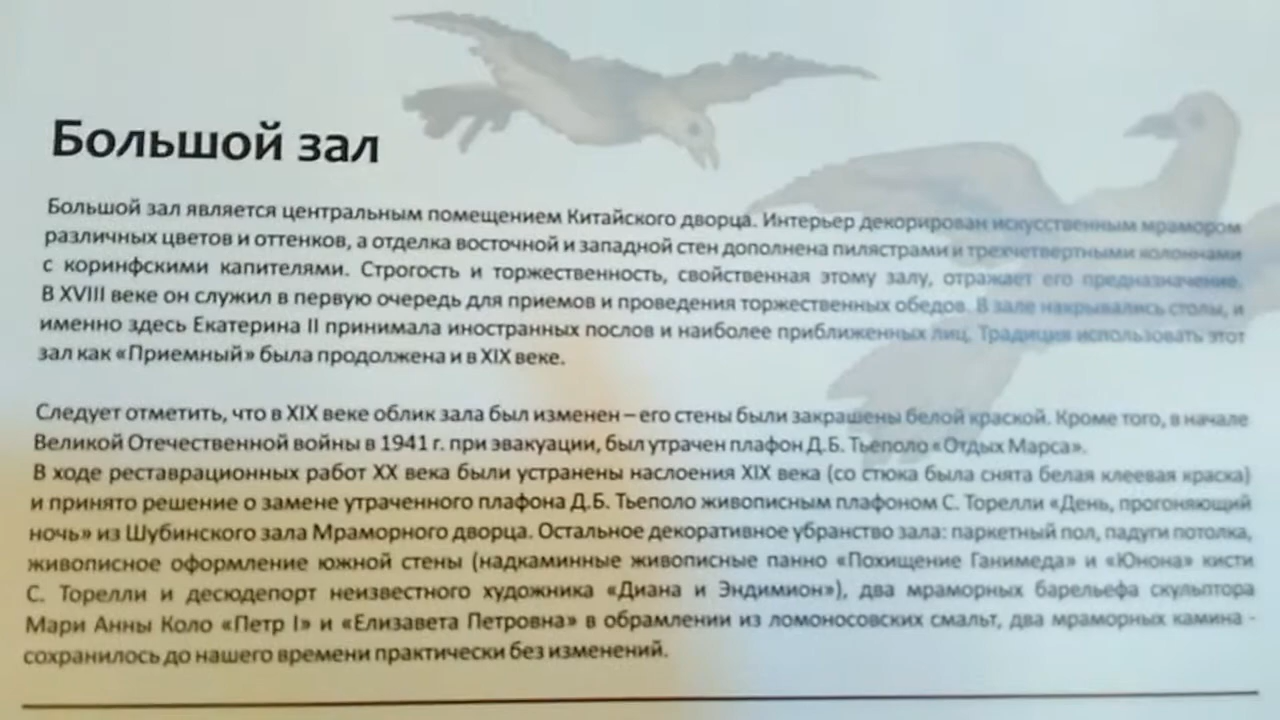 Большой зал
Большой зал является центральным помещением Китайского дворца. Интерьер декорирован искусственным мрамором
различных цветов и оттенков, а отделка восточной и западной стен дополнена пилястрами и трехчетвертными колоннами
с коринфскими капителями. Строгость и торжественность, свойственная этому залу, отражает его предназначение.
В XVIII веке он служил в первую очередь для приемов и проведения торжественных обедов. В зале накрывались столы, и
именно здесь Екатерина II принимала иностранных послов и наиболее приближенных лиц. Традиция использовать этот
зал как «Приемный» была продолжена и в XIX веке.
Следует отметить, что в XIX веке облик зала был изменен – его стены были закрашены белой краской. Кроме того, в начале
Великой Отечественной войны в 1941 г. при эвакуации, был утрачен плафон Д.Б. Тьеполо «Отдых Марса».
В ходе реставрационных работ XX века были устранены наслоения XIX века (со стюка была снята белая клеевая краска)
и принято решение о замене утраченного плафона Д.Б. Тьеполо живописным плафоном С. Торелли «День, прогоняющий
ночь» из Шубинского зала Мраморного дворца. Остальное декоративное убранство зала: паркетный пол, падуги потолка,
живописное оформление южной стены (надкаминные живописные панно «Похищение Ганимеда» и «Юнона» кисти
С. Торелли и десюдепорт неизвестного художника «Диана и Эндимион»), два мраморных барельефа скульптора
Мари Анны Коло «Петр I» и «Елизавета Петровна» в обрамлении из ломоносовских смальт, два мраморных камина -
сохранилось до нашего времени практически без изменений.